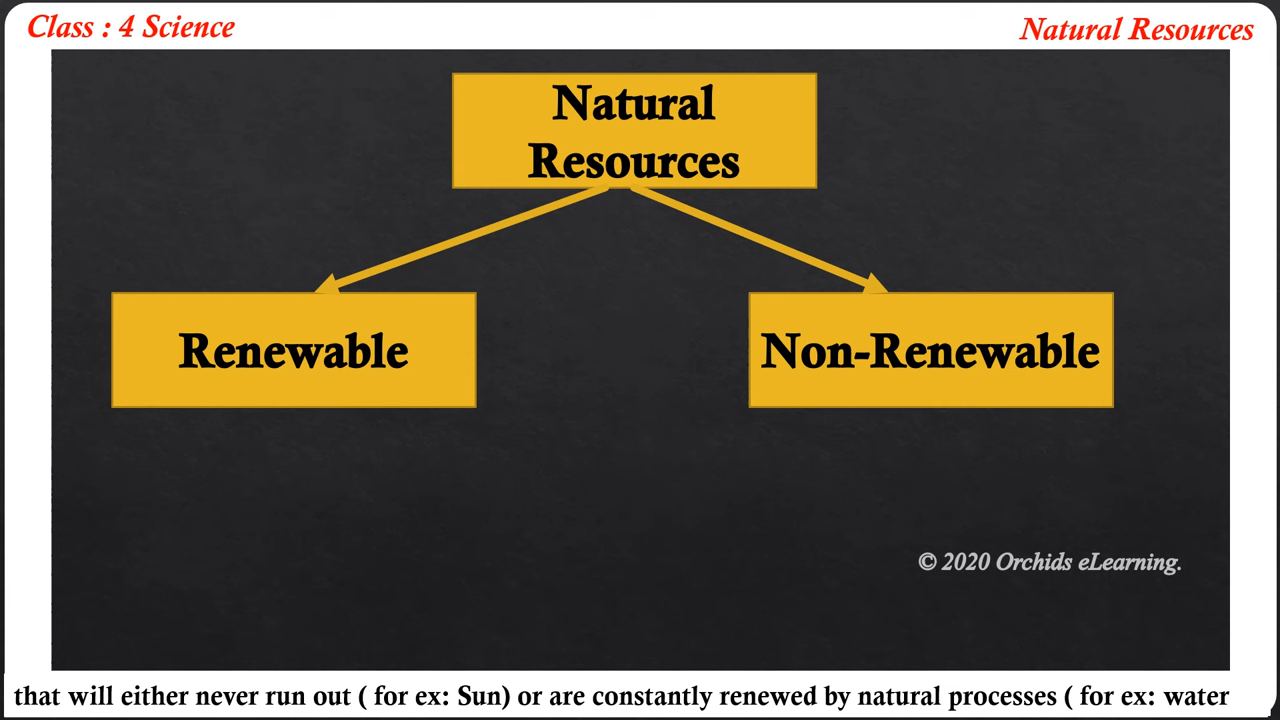 Class : 4 Science
Natural Resources
Natural
Resources
Renewable
Non-Renewable
© 2020 Orchids eLearning.
that will either never run out ( for ex: Sun) or are constantly renewed by natural processes ( for ex: water